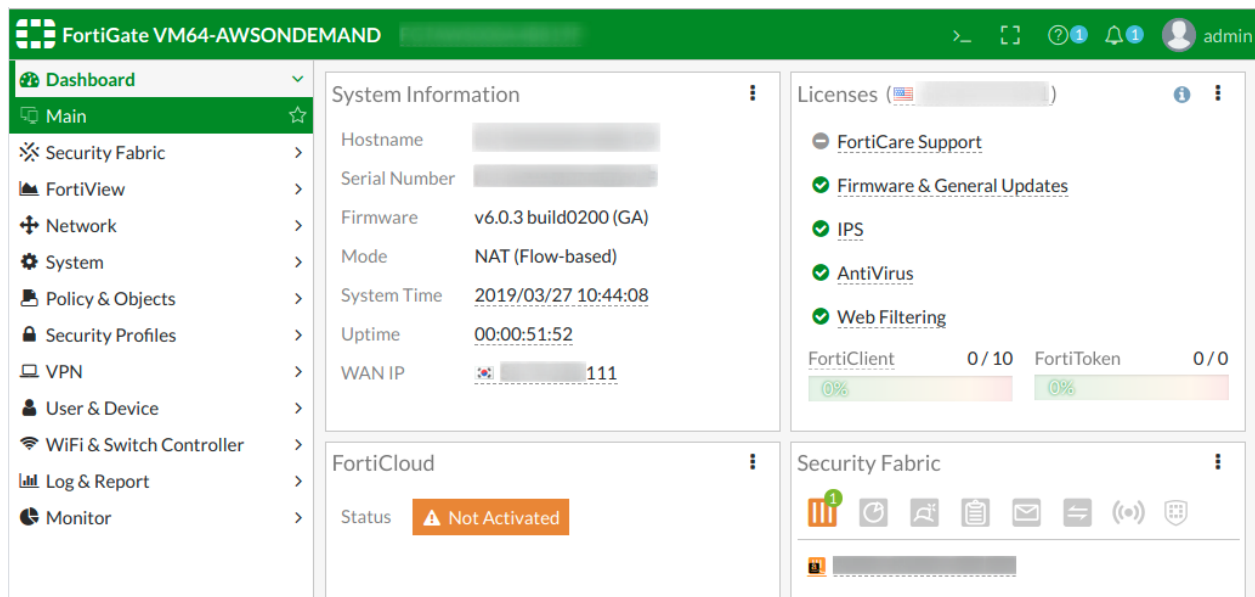 FortiGate VM64-AWSONDEMAND
>_ 1 1 admin
Dashboard
Main
Security Fabric
FortiView
Network
System
Policy & Objects
Security Profiles
VPN
User & Device
WiFi & Switch Controller
Log & Report
Monitor
System Information
Hostname
Serial Number
Firmware v6.0.3 build0200 (GA)
Mode NAT (Flow-based)
System Time 2019/03/27 10:44:08
Uptime 00:00:51:52
WAN IP 111
Licenses ( )
FortiCare Support
Firmware & General Updates
IPS
AntiVirus
Web Filtering
FortiClient 0 / 10 FortiToken 0 / 0
0% 0%
FortiCloud
Status Not Activated
Security Fabric
1